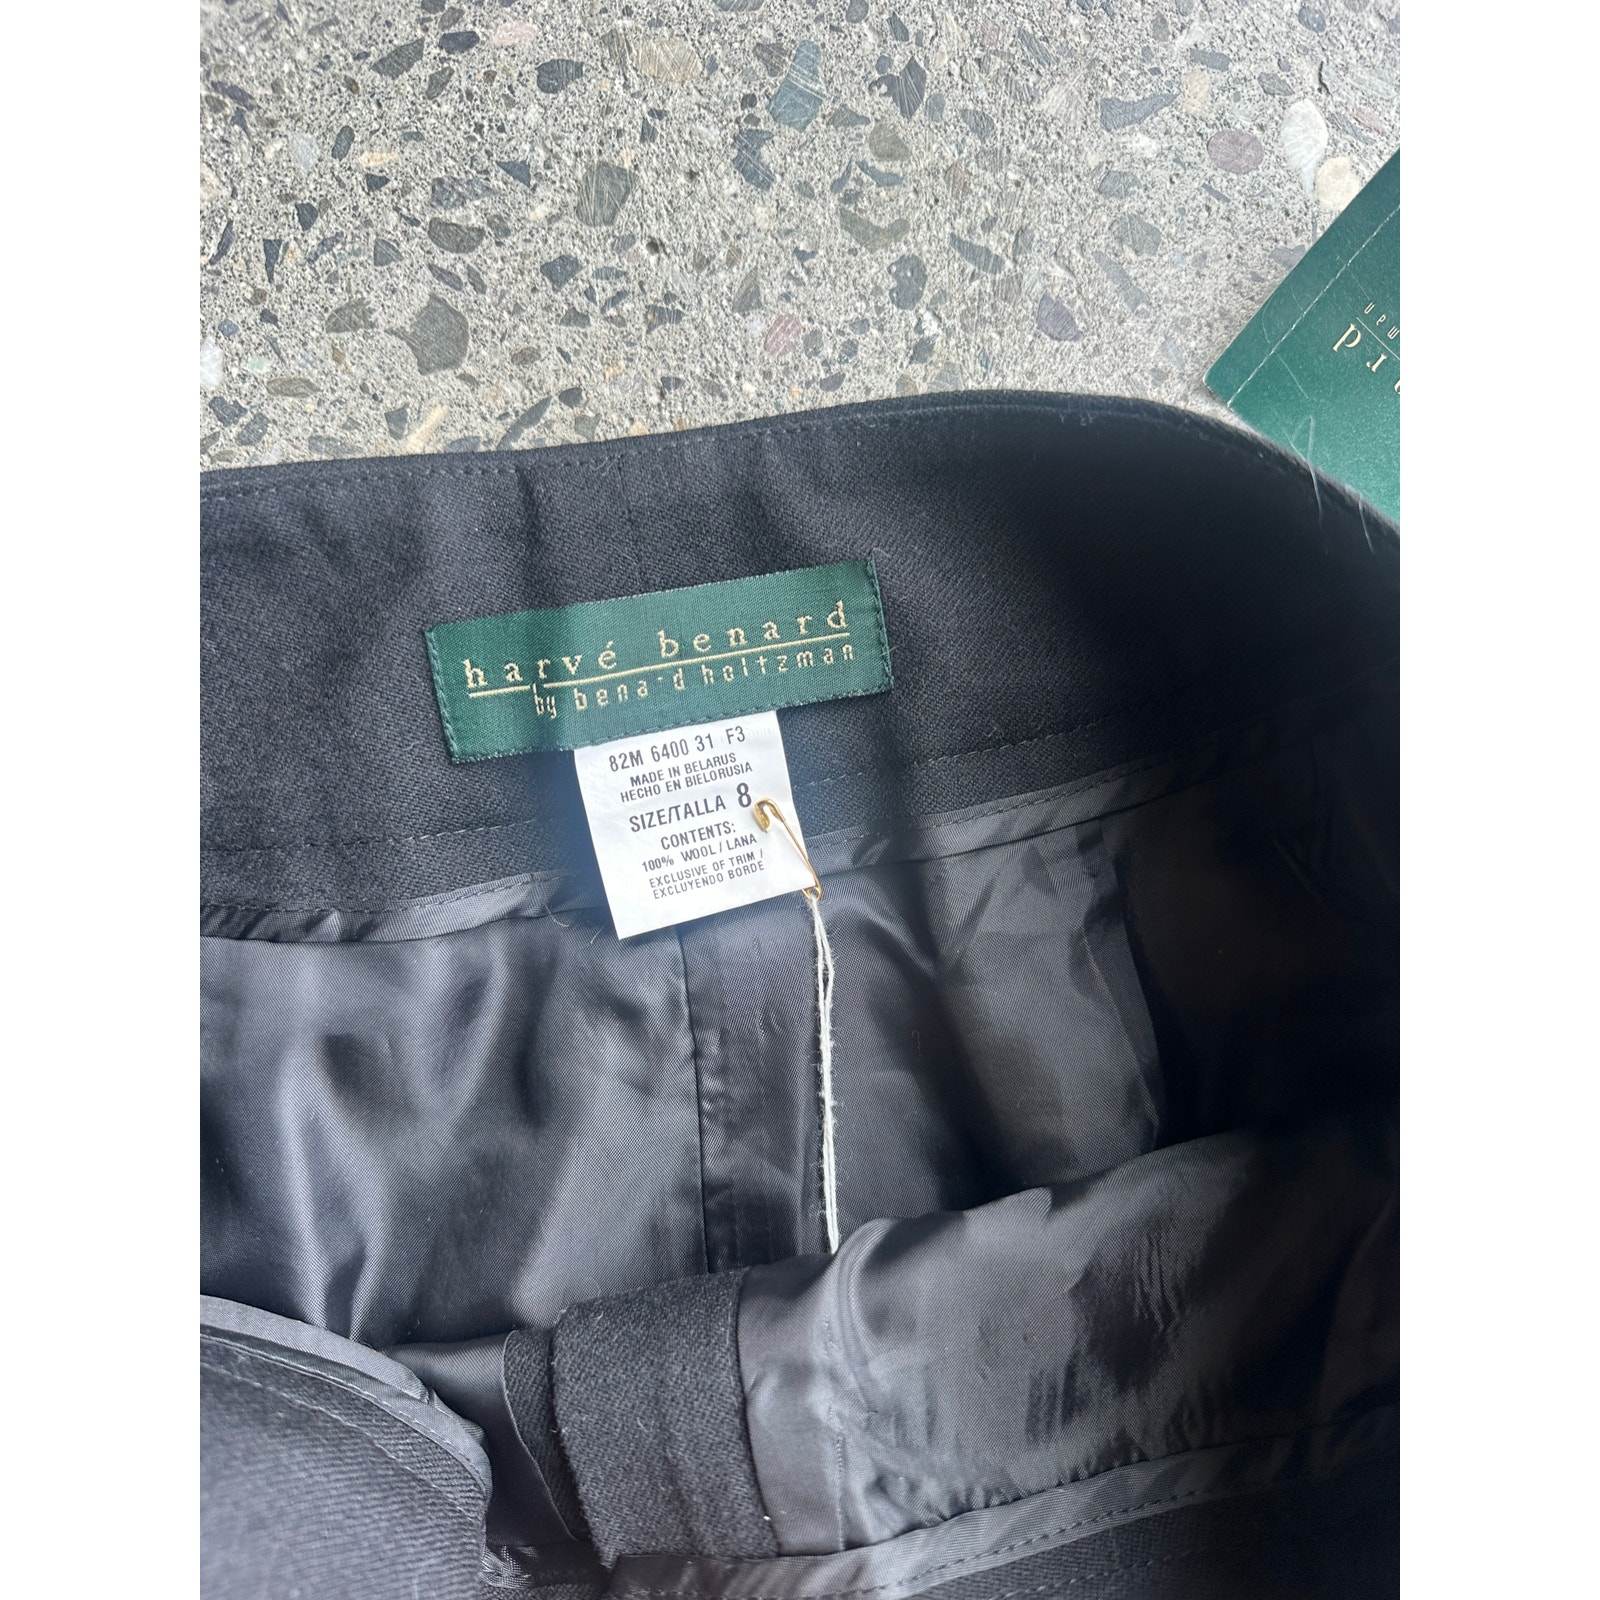 harvé benard
by benard holtzman
82M 6400 31 F3
MADE IN BELARUS
HECHO EN BIELORUSIA
SIZE/TALLA 8
CONTENTS:
100% WOOL / LANA
EXCLUSIVE OF TRIM /
EXCLUYENDO BORDE